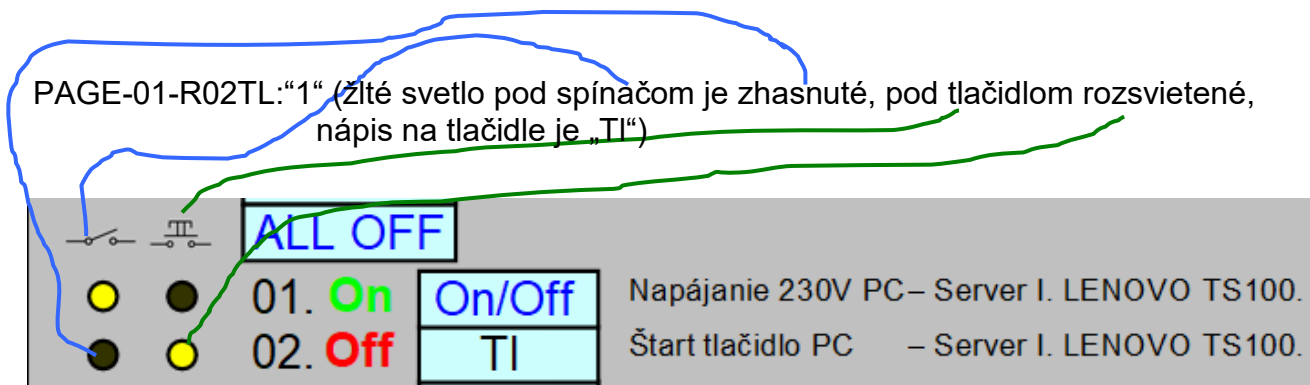 PAGE-01-R02TL:“1“ (žlté svetlo pod spínačom je zhasnuté, pod tlačidlom rozsvietené,
nápis na tlačidle je „Tl“)
ALL OFF
01. On On/Off Napájanie 230V PC– Server I. LENOVO TS100.
02. Off Tl Štart tlačidlo PC – Server I. LENOVO TS100.